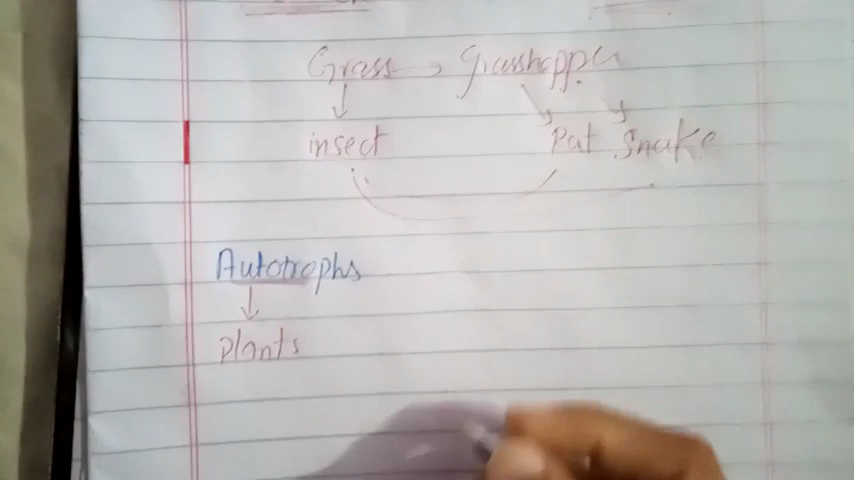 Grass → Grasshopper
↓
insect Rat Snake
Autotrophs
↓
Plants